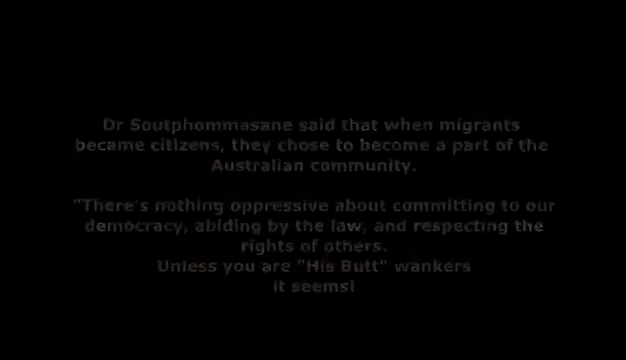 Dr Soutphommasane said that when migrants
became citizens, they chose to become a part of the
Australian community.
"There's nothing oppressive about committing to our
democracy, abiding by the law, and respecting the
rights of others.
Unless you are "His Butt" wankers
it seems!